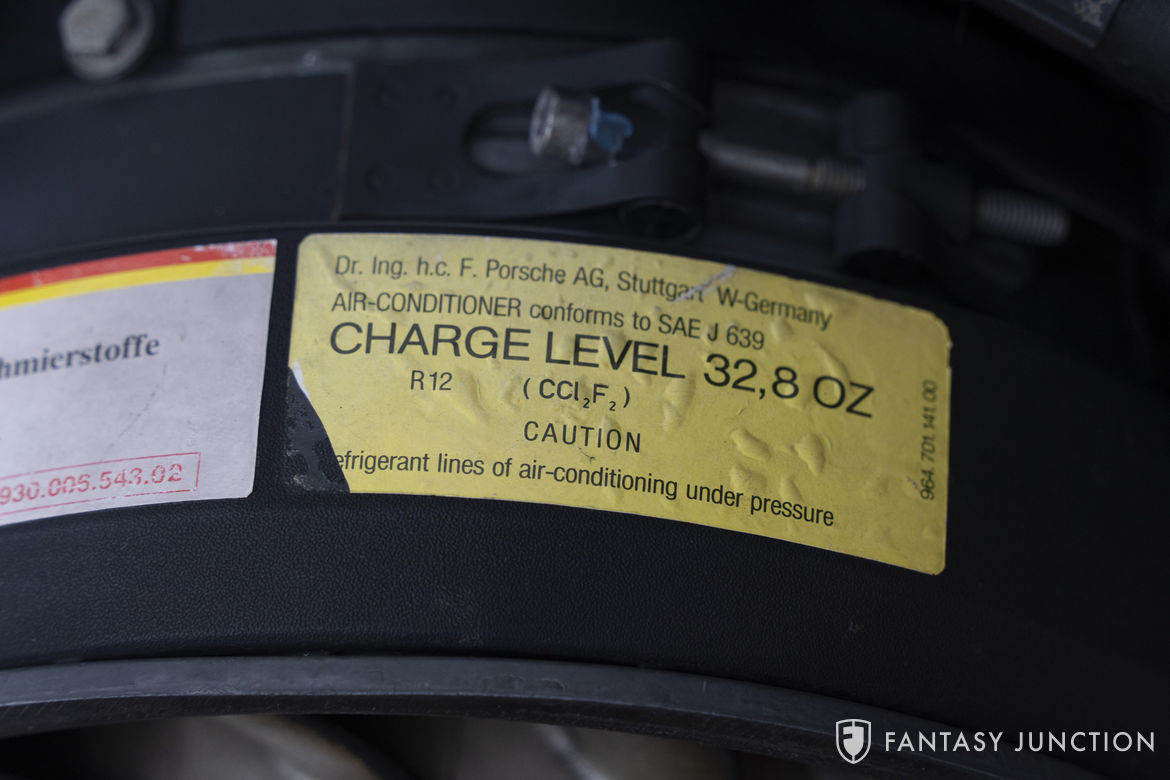 hmierstoffe
930.006.543.02
Dr. Ing. h.c. F. Porsche AG, Stuttgart W-Germany
AIR-CONDITIONER conforms to SAE J 639
CHARGE LEVEL 32,8 OZ
R12 (CCl₂F₂)
CAUTION
efrigerant lines of air-conditioning under pressure
964.701.141.00
FANTASY JUNCTION